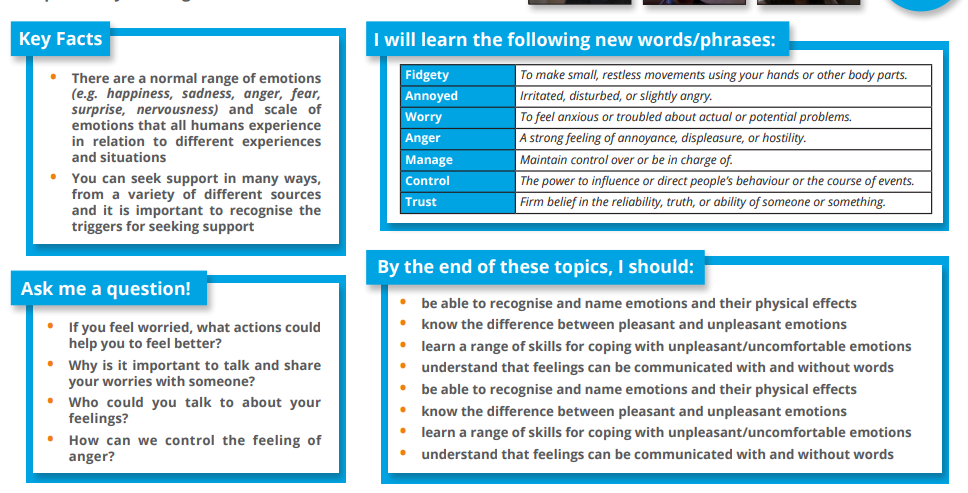 Key Facts
There are a normal range of emotions
(e.g. happiness, sadness, anger, fear,
surprise, nervousness) and scale of
emotions that all humans experience
in relation to different experiences
and situations
You can seek support in many ways,
from a variety of different sources
and it is important to recognise the
triggers for seeking support
Ask me a question!
If you feel worried, what actions could
help you to feel better?
Why is it important to talk and share
your worries with someone?
Who could you talk to about your
feelings?
How can we control the feeling of
anger?
I will learn the following new words/phrases:
Fidgety To make small, restless movements using your hands or other body parts.
Annoyed Irritated, disturbed, or slightly angry.
Worry To feel anxious or troubled about actual or potential problems.
Anger A strong feeling of annoyance, displeasure, or hostility.
Manage Maintain control over or be in charge of.
Control The power to influence or direct people's behaviour or the course of events.
Trust Firm belief in the reliability, truth, or ability of someone or something.
By the end of these topics, I should:
be able to recognise and name emotions and their physical effects
know the difference between pleasant and unpleasant emotions
learn a range of skills for coping with unpleasant/uncomfortable emotions
understand that feelings can be communicated with and without words
be able to recognise and name emotions and their physical effects
know the difference between pleasant and unpleasant emotions
learn a range of skills for coping with unpleasant/uncomfortable emotions
understand that feelings can be communicated with and without words